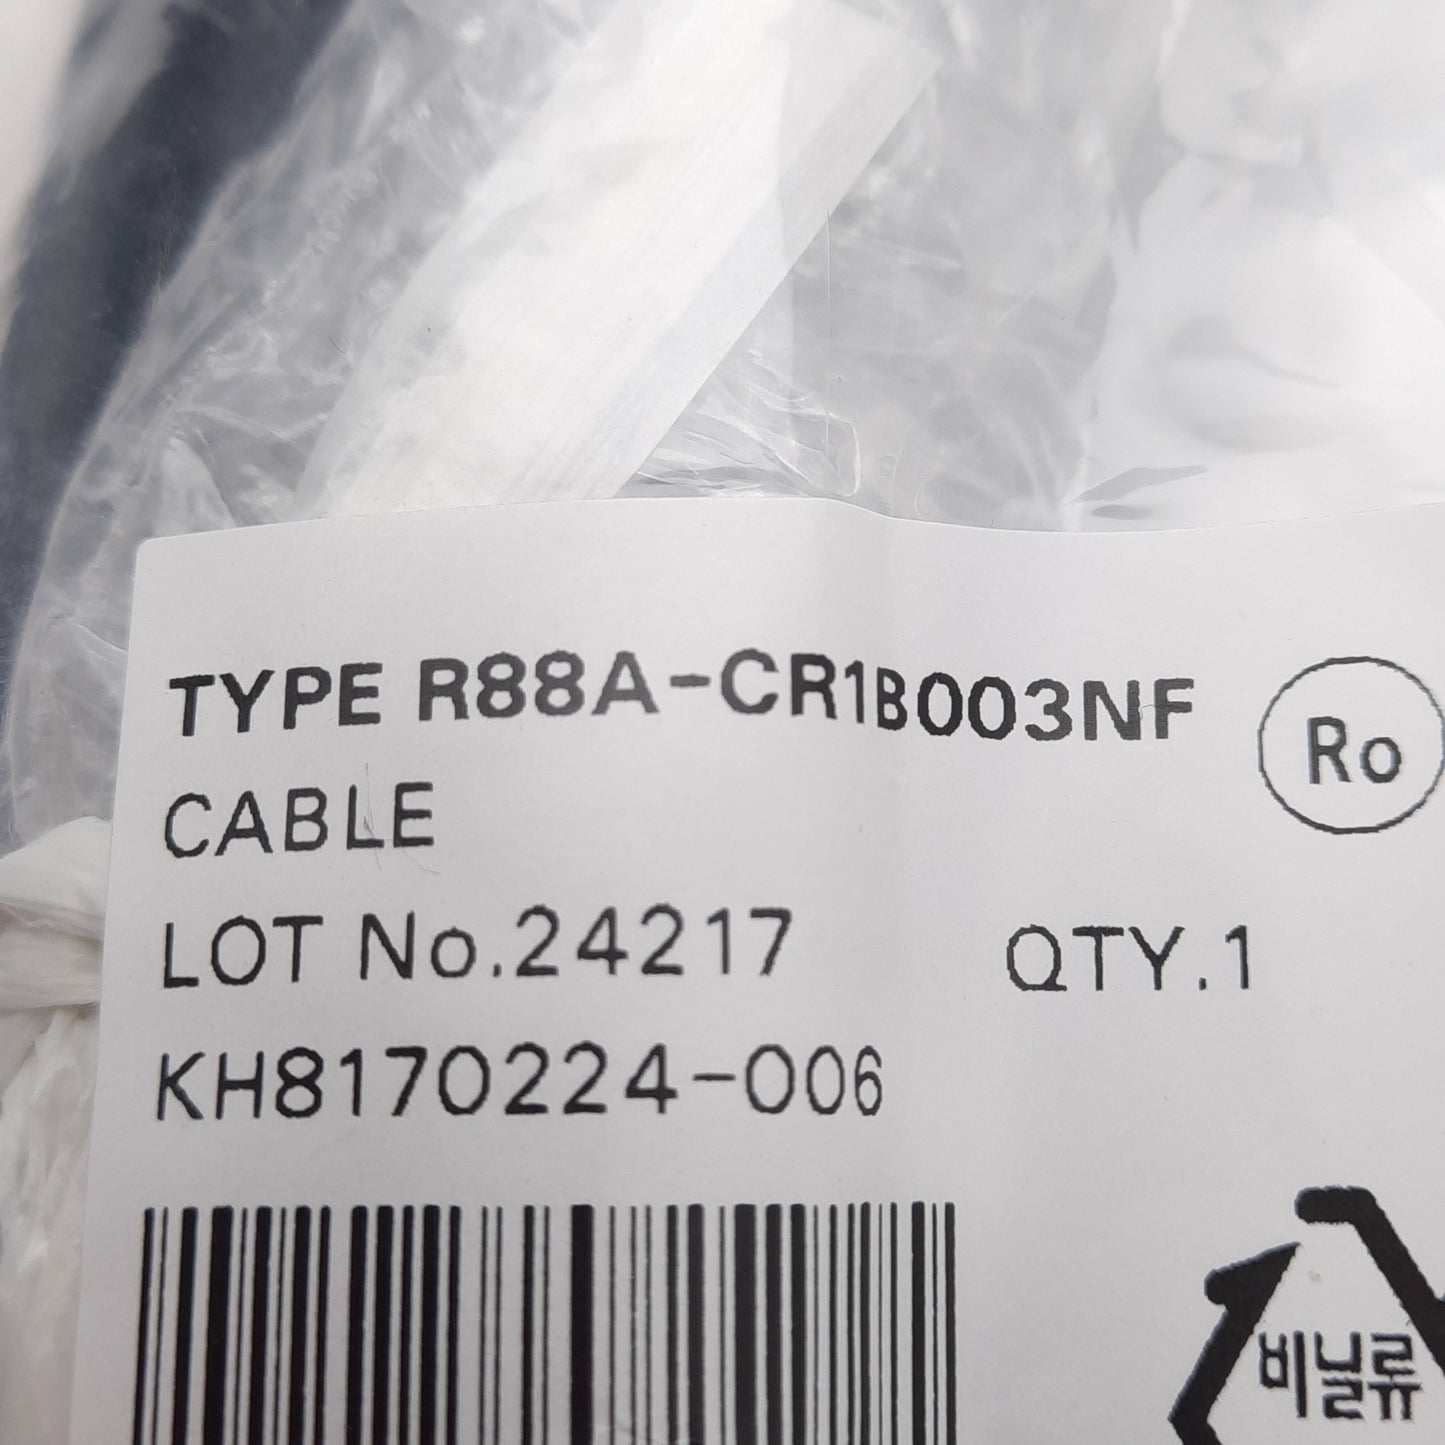 TYPE R88A-CR1B003NF
Ro
CABLE
LOT No.24217 QTY.1
KH8170224-006
비닐류